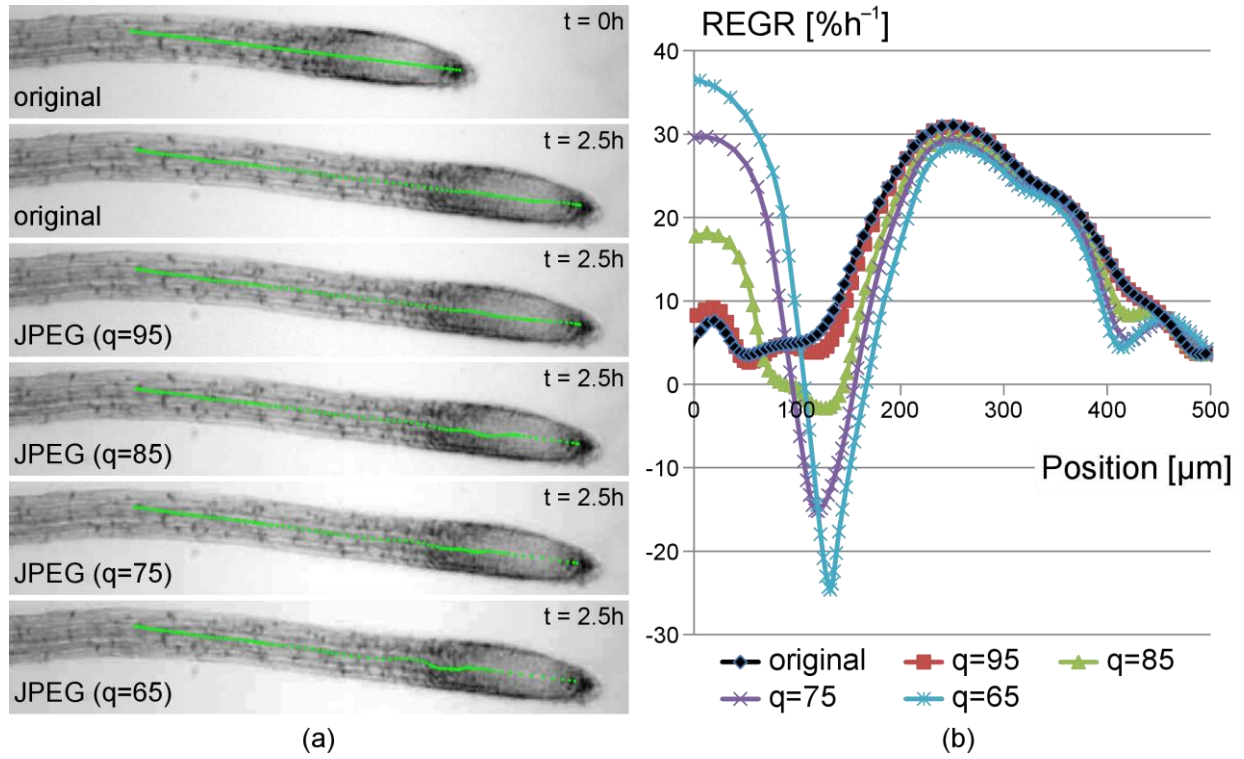 t = 0h
original
t = 2.5h
original
t = 2.5h
JPEG (q=95)
t = 2.5h
JPEG (q=85)
t = 2.5h
JPEG (q=75)
t = 2.5h
JPEG (q=65)
(a)
REGR [%h⁻¹]
40
30
20
10
0
-10
-20
-30
0 100 200 300 400 500
Position [µm]
original q=95 q=85
q=75 q=65
(b)